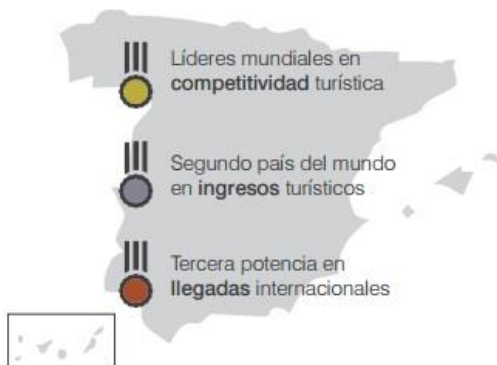 Líderes mundiales en
competitividad turística
Segundo país del mundo
en ingresos turísticos
Tercera potencia en
llegadas internacionales